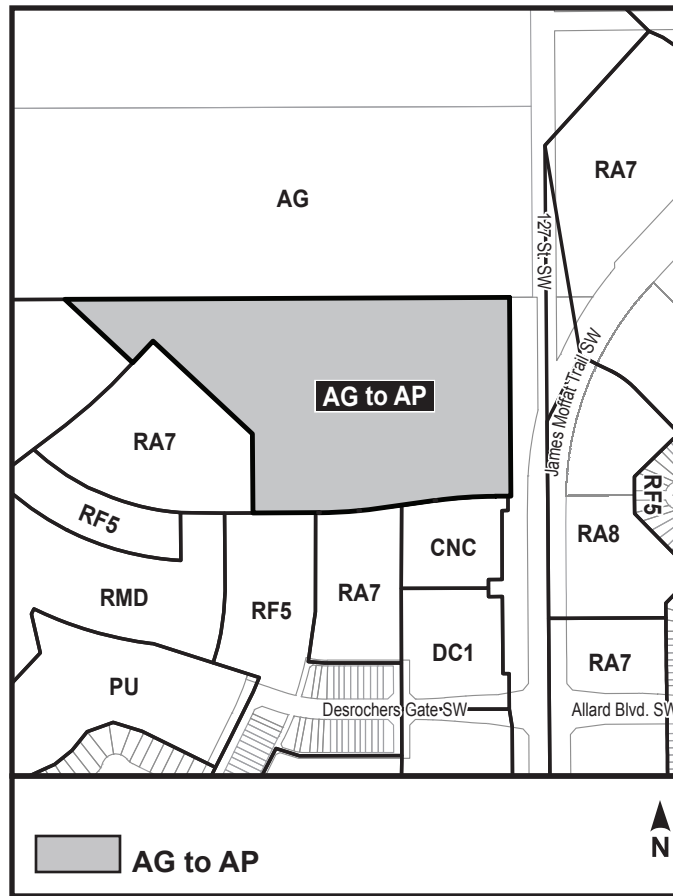 RA7
AG
127 St. SW
James Moffat Trail SW
AG to AP
RA7
RF5
RF5
CNC
RA8
RMD
RF5
RA7
DC1
RA7
PU
Desrochers Gate SW
Allard Blvd. SW
AG to AP
N